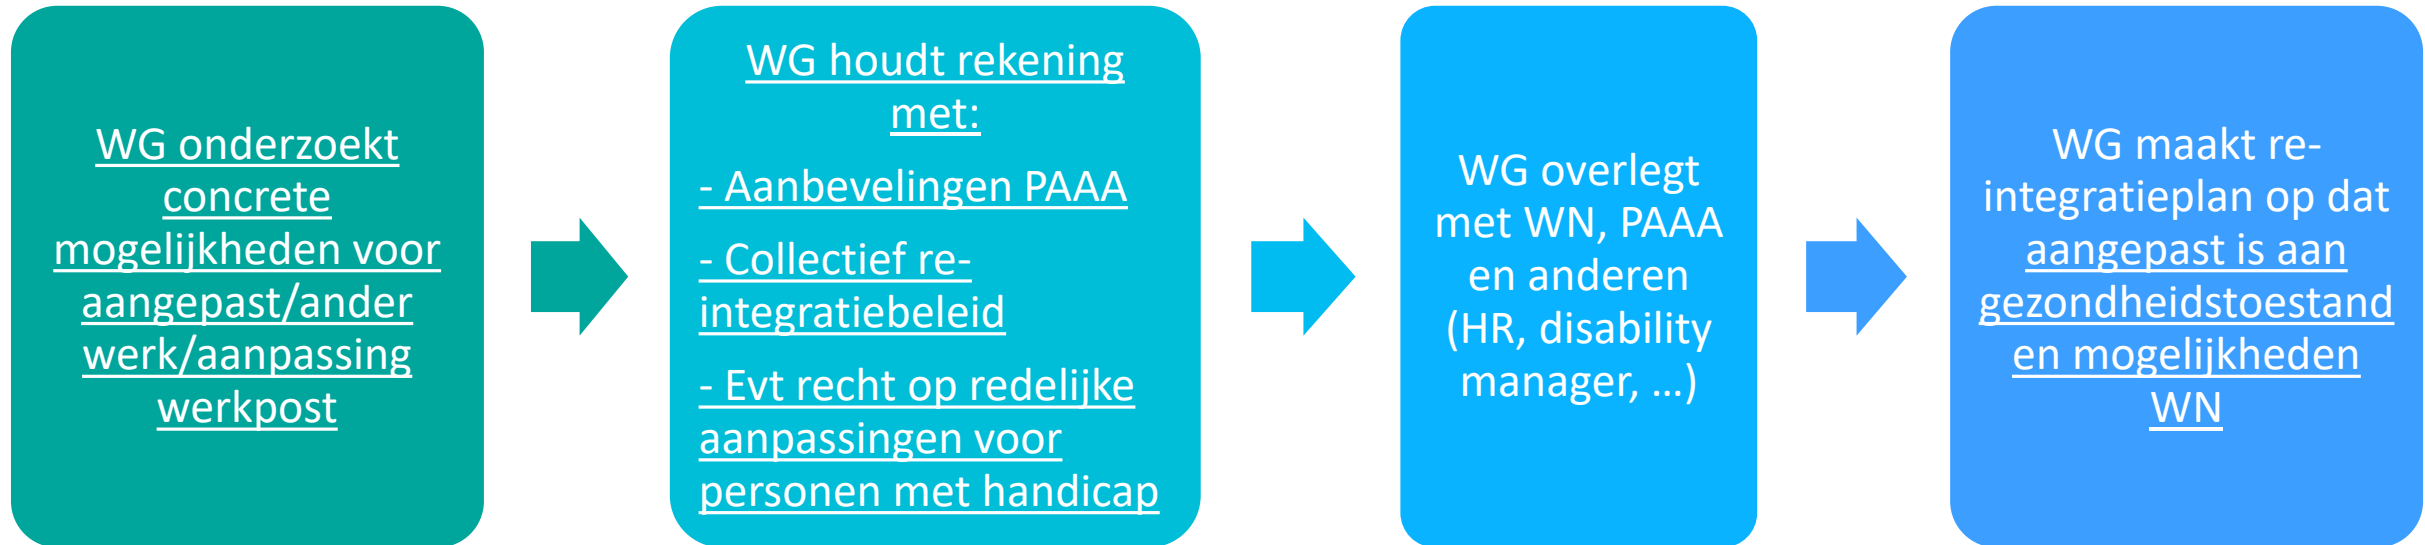 WG onderzoekt
concrete
mogelijkheden voor
aangepast/ander
werk/aanpassing
werkpost
WG houdt rekening
met:
- Aanbevelingen PAAA
- Collectief re-
integratiebeleid
- Evt recht op redelijke
aanpassingen voor
personen met handicap
WG overlegt
met WN, PAAA
en anderen
(HR, disability
manager, …)
WG maakt re-
integratieplan op dat
aangepast is aan
gezondheidstoestand
en mogelijkheden
WN